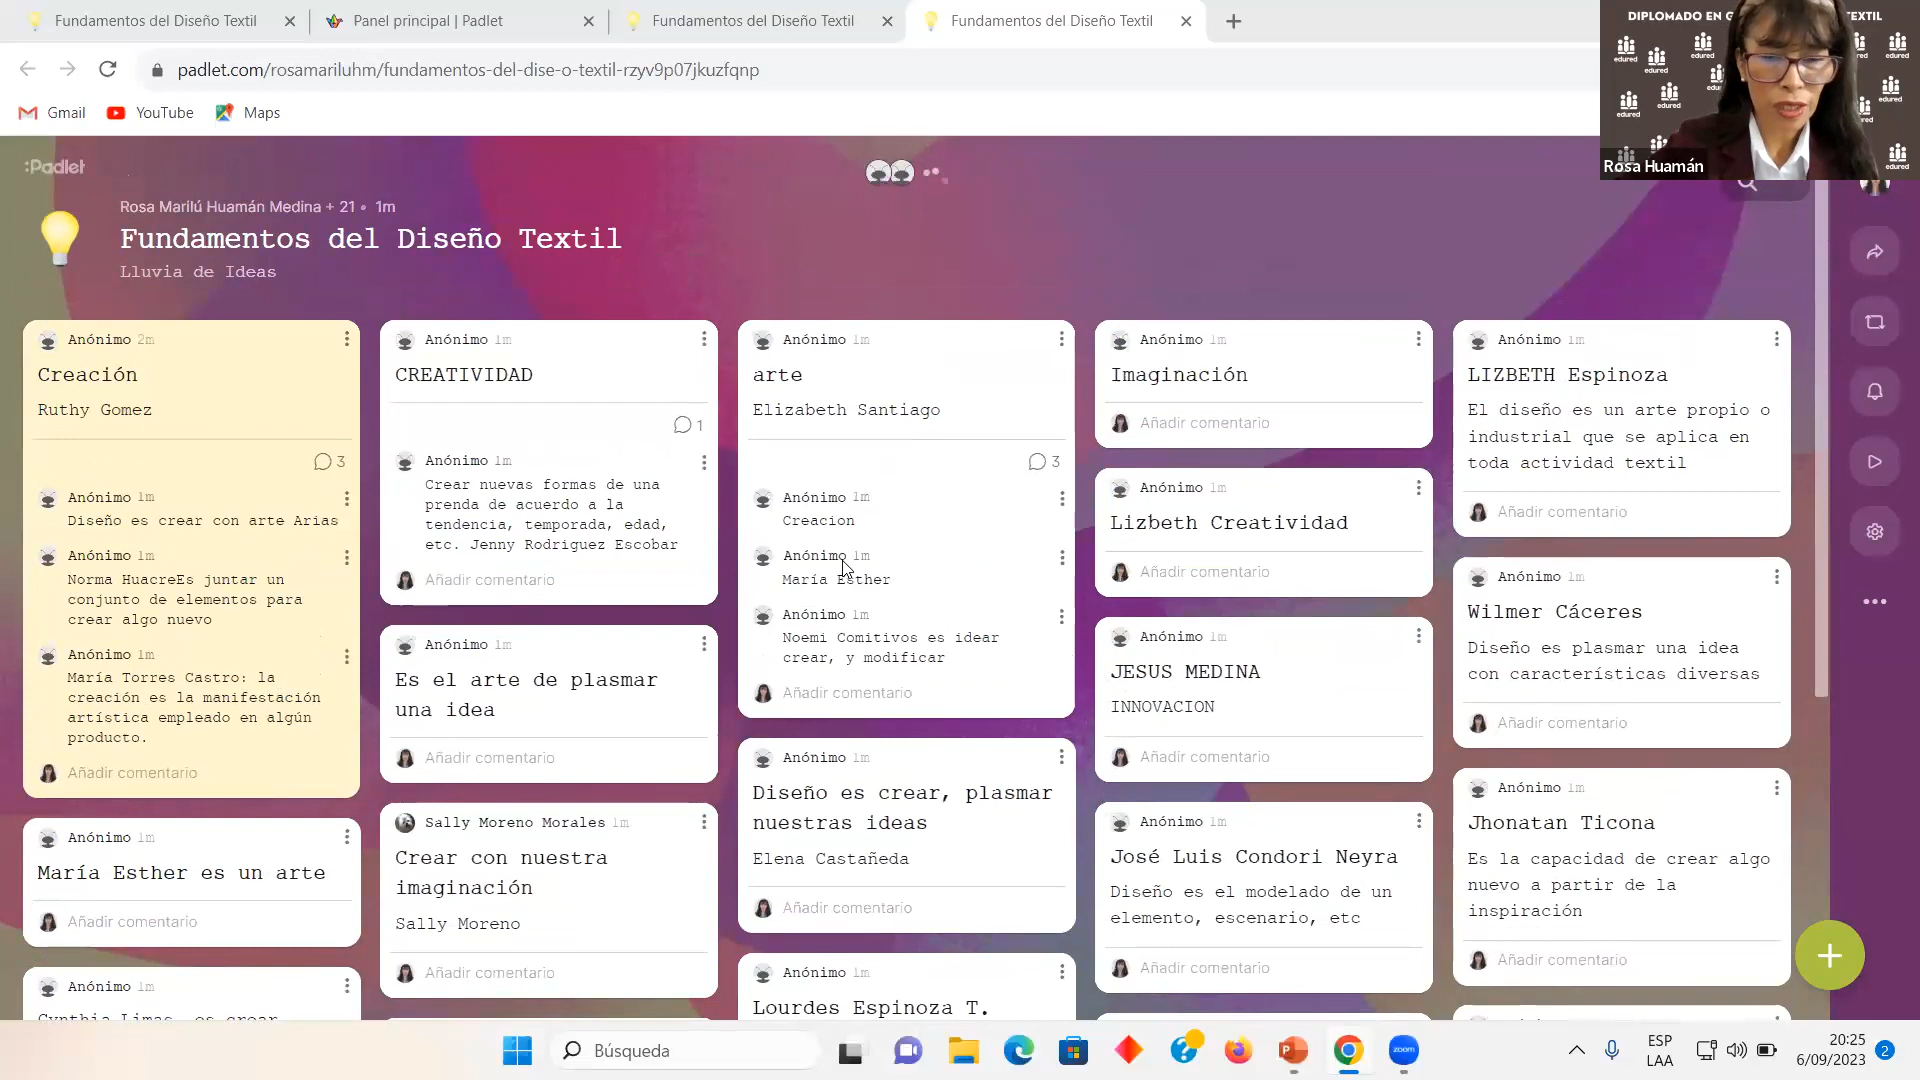 Fundamentos del Diseño Textil
Panel principal | Padlet
Fundamentos del Diseño Textil
Fundamentos del Diseño Textil
padlet.com/rosamariluhm/fundamentos-del-dise-o-textil-rzyv9p07jkuzfqnp
Gmail
YouTube
Maps
DIPLOMADO EN G
TEXTIL
edured
Rosa Huamán
:Padlet
Rosa Marilú Huamán Medina + 21 • 1m
Fundamentos del Diseño Textil
Lluvia de Ideas
Anónimo 2m
Creación
Ruthy Gomez
3
Anónimo 1m
Diseño es crear con arte Arias
Anónimo 1m
Norma HuacreEs juntar un
conjunto de elementos para
crear algo nuevo
Anónimo 1m
María Torres Castro: la
creación es la manifestación
artística empleado en algún
producto.
Añadir comentario
Anónimo 1m
María Esther es un arte
Añadir comentario
Anónimo 1m
Cynthia Limas, es crear
Anónimo 1m
CREATIVIDAD
1
Anónimo 1m
Crear nuevas formas de una
prenda de acuerdo a la
tendencia, temporada, edad,
etc. Jenny Rodriguez Escobar
Añadir comentario
Anónimo 1m
Es el arte de plasmar
una idea
Añadir comentario
Sally Moreno Morales 1m
Crear con nuestra
imaginación
Sally Moreno
Añadir comentario
Anónimo 1m
arte
Elizabeth Santiago
3
Anónimo 1m
Creacion
Anónimo 1m
María Esther
Anónimo 1m
Noemi Comitivos es idear
crear, y modificar
Añadir comentario
Anónimo 1m
Diseño es crear, plasmar
nuestras ideas
Elena Castañeda
Añadir comentario
Anónimo 1m
Lourdes Espinoza T.
Anónimo 1m
Imaginación
Añadir comentario
Anónimo 1m
Lizbeth Creatividad
Añadir comentario
Anónimo 1m
JESUS MEDINA
INNOVACION
Añadir comentario
Anónimo 1m
José Luis Condori Neyra
Diseño es el modelado de un
elemento, escenario, etc
Añadir comentario
Anónimo 1m
LIZBETH Espinoza
El diseño es un arte propio o
industrial que se aplica en
toda actividad textil
Añadir comentario
Anónimo 1m
Wilmer Cáceres
Diseño es plasmar una idea
con características diversas
Añadir comentario
Anónimo 1m
Jhonatan Ticona
Es la capacidad de crear algo
nuevo a partir de la
inspiración
Añadir comentario
Búsqueda
zoom
ESP
LAA
20:25
6/09/2023
2